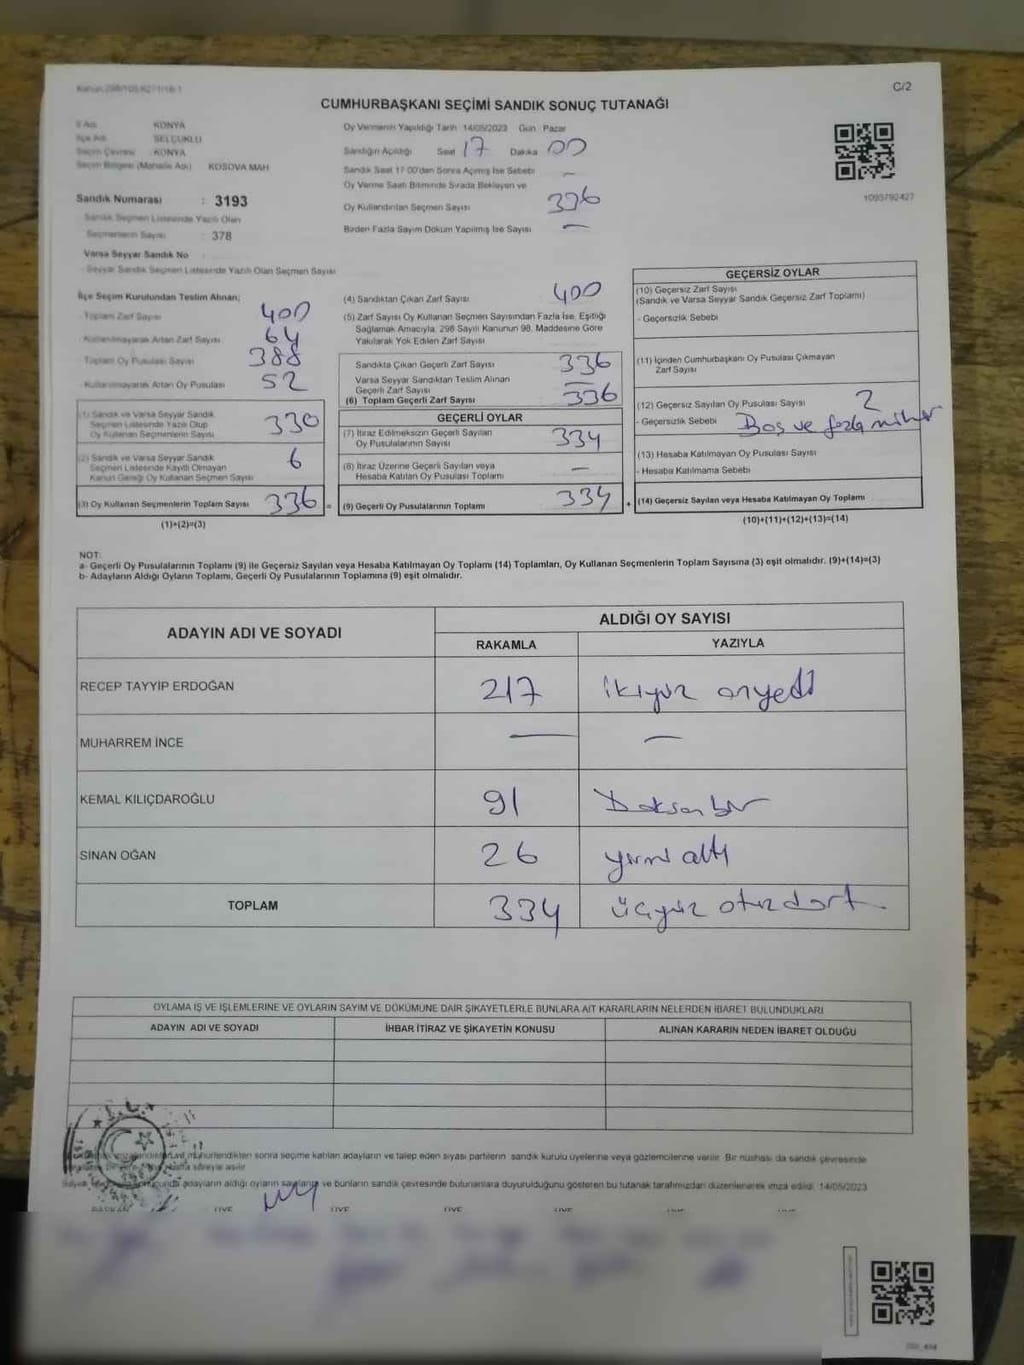 Kanun:298/105/6271/18-1
C/2
CUMHURBAŞKANI SEÇİMİ SANDIK SONUÇ TUTANAĞI
İl Adı KONYA
İlçe Adı SELÇUKLU
Seçim Çevresi KONYA
Seçim Bölgesi (Mahalle Adı) KOSOVA MAH
Sandık Numarası : 3193
Sandık Seçmen Listesinde Yazılı Olan
Seçmenlerin Sayısı : 378
Varsa Seyyar Sandık No
Seyyar Sandık Seçmen Listesinde Yazılı Olan Seçmen Sayısı
Oy Vermenin Yapıldığı Tarih 14/05/2023 Gün Pazar
Sandığın Açıldığı Saat 17 Dakika 00
Sandık Saat 17 00'dan Sonra Açılmış İse Sebebi —
Oy Verme Saati Bitiminde Sırada Bekleyen ve
Oy Kullandırılan Seçmen Sayısı 336
Birden Fazla Sayım Döküm Yapılmış İse Sayısı —
1093792427
İlçe Seçim Kurulundan Teslim Alınan;
Toplam Zarf Sayısı 400
Kullanılmayarak Artan Zarf Sayısı 64
Toplam Oy Pusulası Sayısı 388
Kullanılmayarak Artan Oy Pusulası 52
(1) Sandık ve Varsa Seyyar Sandık
Seçmen Listesinde Yazılı Olup
Oy Kullanan Seçmenlerin Sayısı 330
(2) Sandık ve Varsa Seyyar Sandık
Seçmen Listesinde Kayıtlı Olmayan
Kanun Gereği Oy Kullanan Seçmen Sayısı 6
(3) Oy Kullanan Seçmenlerin Toplam Sayısı 336 =
(1)+(2)=(3)
(4) Sandıktan Çıkan Zarf Sayısı 400
(5) Zarf Sayısı Oy Kullanan Seçmen Sayısından Fazla İse, Eşitliği
Sağlamak Amacıyla, 298 Sayılı Kanunun 98. Maddesine Göre
Yakılarak Yok Edilen Zarf Sayısı
Sandıkta Çıkan Geçerli Zarf Sayısı 336
Varsa Seyyar Sandıktan Teslim Alınan
Geçerli Zarf Sayısı —
(6) Toplam Geçerli Zarf Sayısı 336
GEÇERLİ OYLAR
(7) İtiraz Edilmeksizin Geçerli Sayılan
Oy Pusulalarının Sayısı 334
(8) İtiraz Üzerine Geçerli Sayılan veya
Hesaba Katılan Oy Pusulası Toplamı —
(9) Geçerli Oy Pusulalarının Toplamı 334 +
GEÇERSİZ OYLAR
(10) Geçersiz Zarf Sayısı
(Sandık ve Varsa Seyyar Sandık Geçersiz Zarf Toplamı)
- Geçersizlik Sebebi
(11) İçinden Cumhurbaşkanı Oy Pusulası Çıkmayan
Zarf Sayısı
(12) Geçersiz Sayılan Oy Pusulası Sayısı 2
- Geçersizlik Sebebi Boş ve fazla mühür
(13) Hesaba Katılmayan Oy Pusulası Sayısı
- Hesaba Katılmama Sebebi
(14) Geçersiz Sayılan veya Hesaba Katılmayan Oy Toplamı
(10)+(11)+(12)+(13)=(14)
NOT:
a- Geçerli Oy Pusulalarının Toplamı (9) ile Geçersiz Sayılan veya Hesaba Katılmayan Oy Toplamı (14) Toplamları, Oy Kullanan Seçmenlerin Toplam Sayısına (3) eşit olmalıdır. (9)+(14)=(3)
b- Adayların Aldığı Oyların Toplamı, Geçerli Oy Pusulalarının Toplamına (9) eşit olmalıdır.
ADAYIN ADI VE SOYADI
ALDIĞI OY SAYISI
RAKAMLA YAZIYLA
RECEP TAYYİP ERDOĞAN 217 ikiyüz onyedi
MUHARREM İNCE — —
KEMAL KILIÇDAROĞLU 91 Doksanbir
SİNAN OĞAN 26 yirmi altı
TOPLAM 334 üçyüz otuz dört
OYLAMA İŞ VE İŞLEMLERİNE VE OYLARIN SAYIM VE DÖKÜMÜNE DAİR ŞİKAYETLERLE BUNLARA AİT KARARLARIN NELERDEN İBARET BULUNDUKLARI
ADAYIN ADI VE SOYADI İHBAR İTİRAZ VE ŞİKAYETİN KONUSU ALINAN KARARIN NEDEN İBARET OLDUĞU
mühürlendikten sonra seçime katılan adayların ve talep eden siyasi partilerin sandık kurulu üyelerine veya gözlemcilerine verilir. Bir nüshası da sandık çevresinde
süreyle asılır
adayların aldığı oyların sayılarını ve bunların sandık çevresinde bulunanlara duyurulduğunu gösteren bu tutanak tarafımızdan düzenlenerek imza edildi. 14/05/2023
BAŞKAN ÜYE ÜYE ÜYE ÜYE ÜYE ÜYE